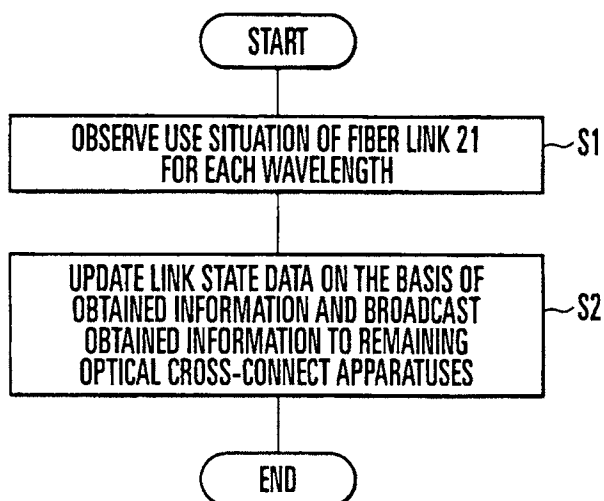 START
OBSERVE USE SITUATION OF FIBER LINK 21
FOR EACH WAVELENGTH
S1
UPDATE LINK STATE DATA ON THE BASIS OF
OBTAINED INFORMATION AND BROADCAST
OBTAINED INFORMATION TO REMAINING
OPTICAL CROSS-CONNECT APPARATUSES
S2
END